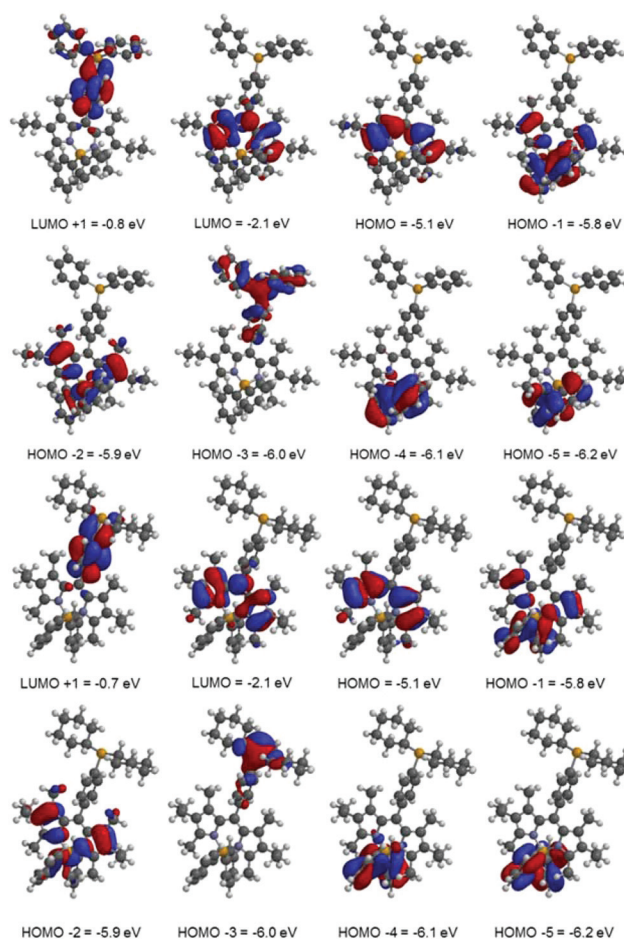 LUMO +1 = -0.8 eV LUMO = -2.1 eV HOMO = -5.1 eV HOMO -1 = -5.8 eV
HOMO -2 = -5.9 eV HOMO -3 = -6.0 eV HOMO -4 = -6.1 eV HOMO -5 = -6.2 eV
LUMO +1 = -0.7 eV LUMO = -2.1 eV HOMO = -5.1 eV HOMO -1 = -5.8 eV
HOMO -2 = -5.9 eV HOMO -3 = -6.0 eV HOMO -4 = -6.1 eV HOMO -5 = -6.2 eV